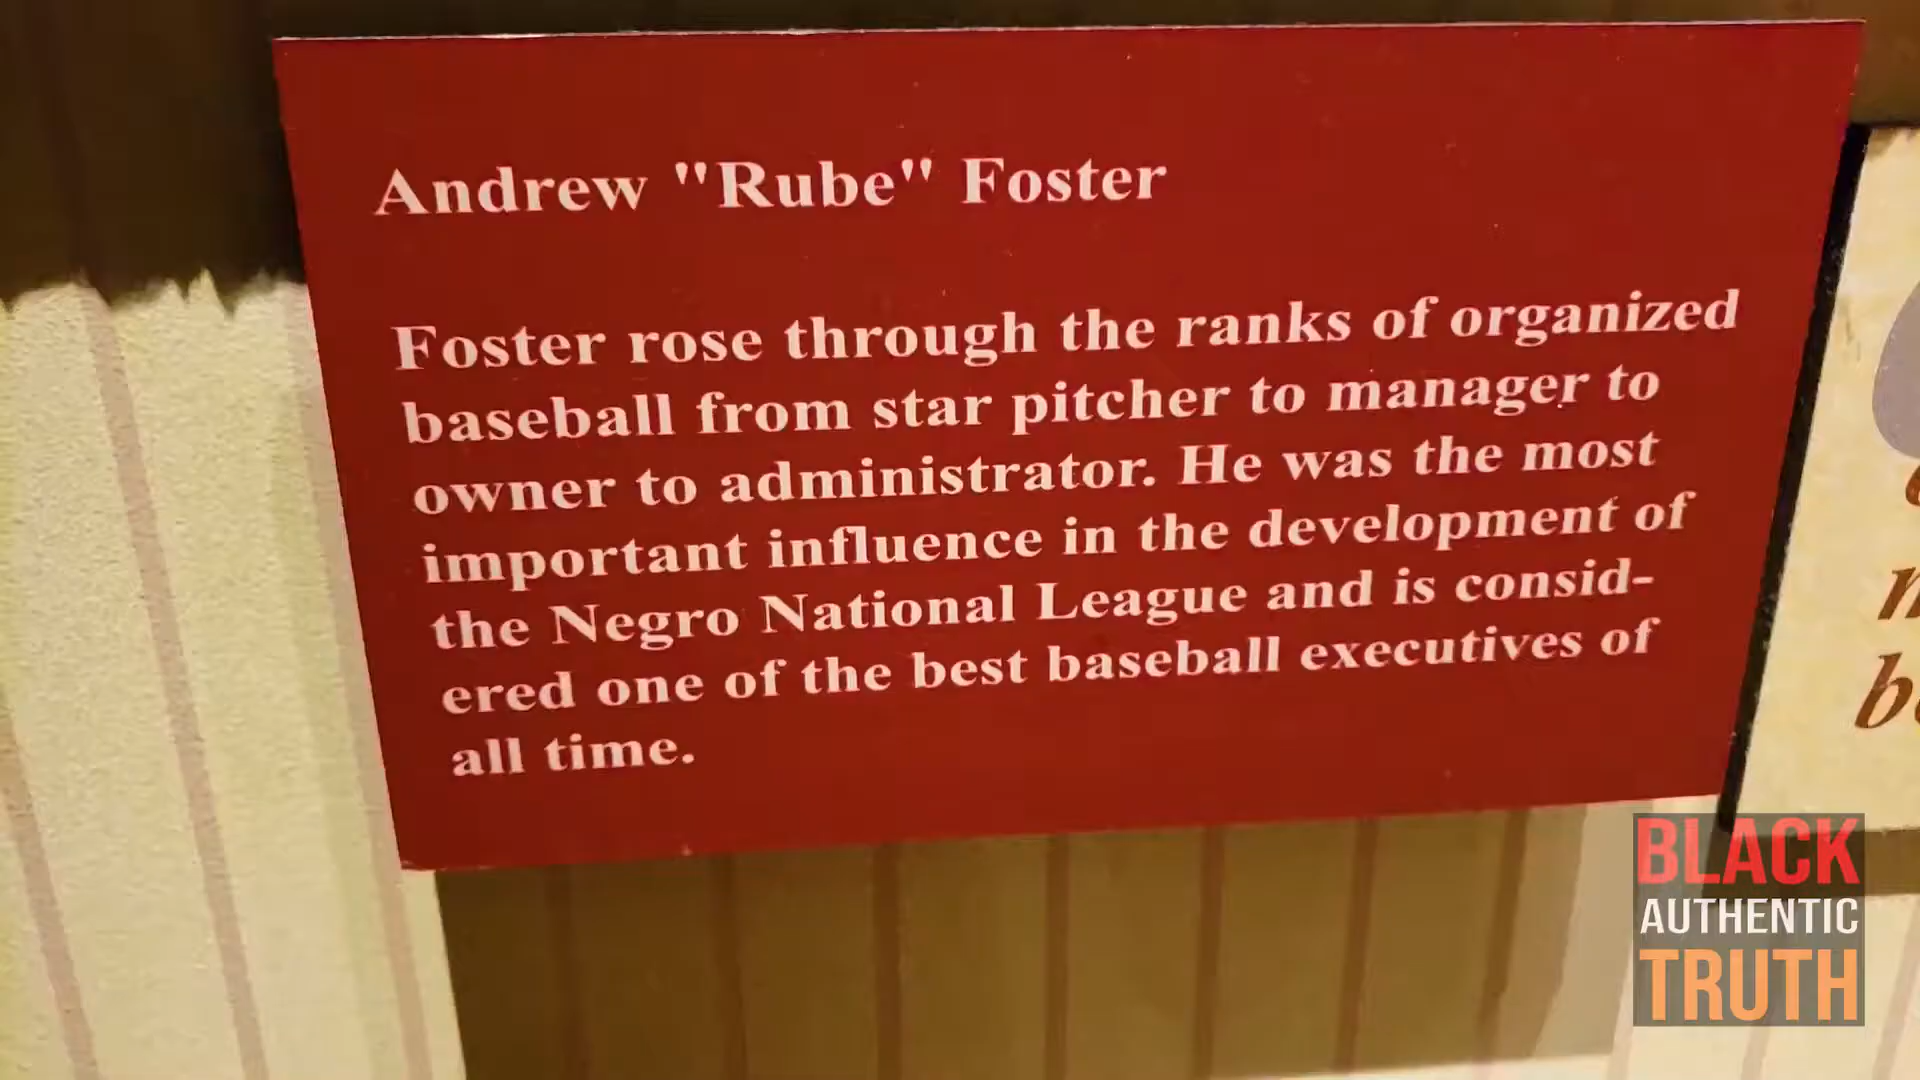 Andrew "Rube" Foster
Foster rose through the ranks of organized
baseball from star pitcher to manager to
owner to administrator. He was the most
important influence in the development of
the Negro National League and is consid-
ered one of the best baseball executives of
all time.
BLACK
AUTHENTIC
TRUTH